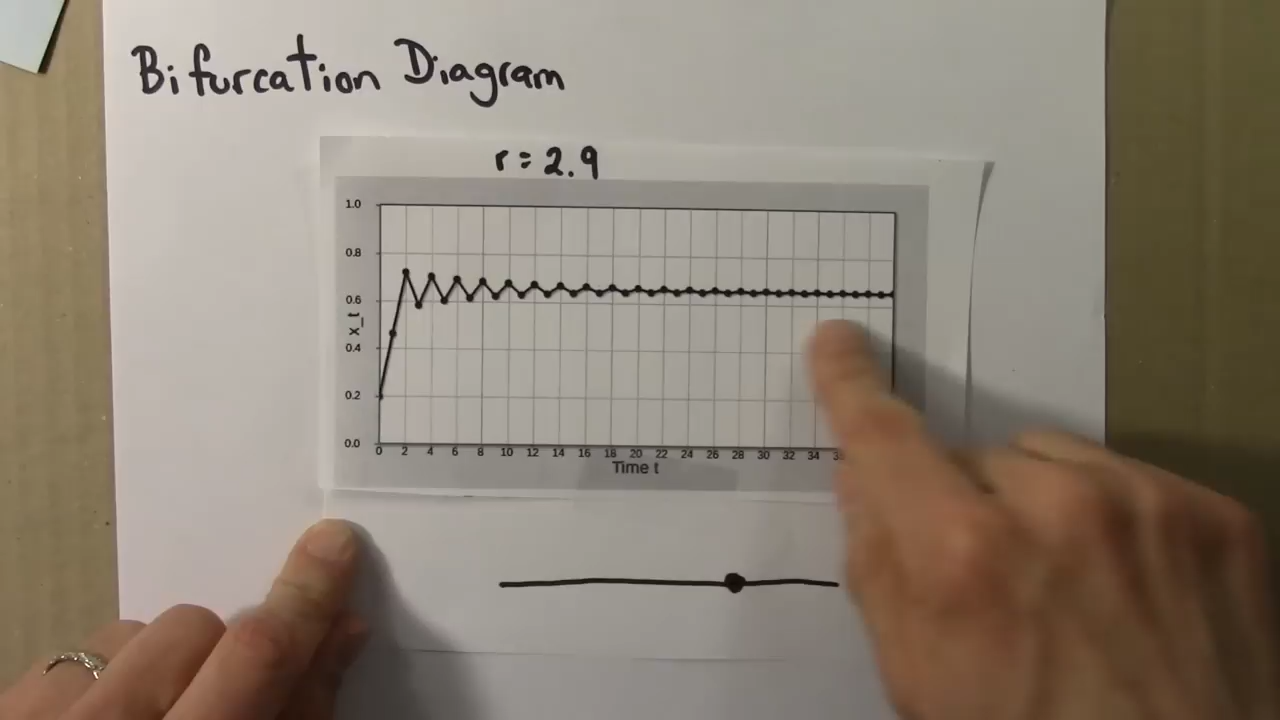 Bifurcation Diagram
r = 2.9
1.0
0.8
0.6
0.4
0.2
0.0
x_t
0 2 4 6 8 10 12 14 16 18 20 22 24 26 28 30 32 34
Time t